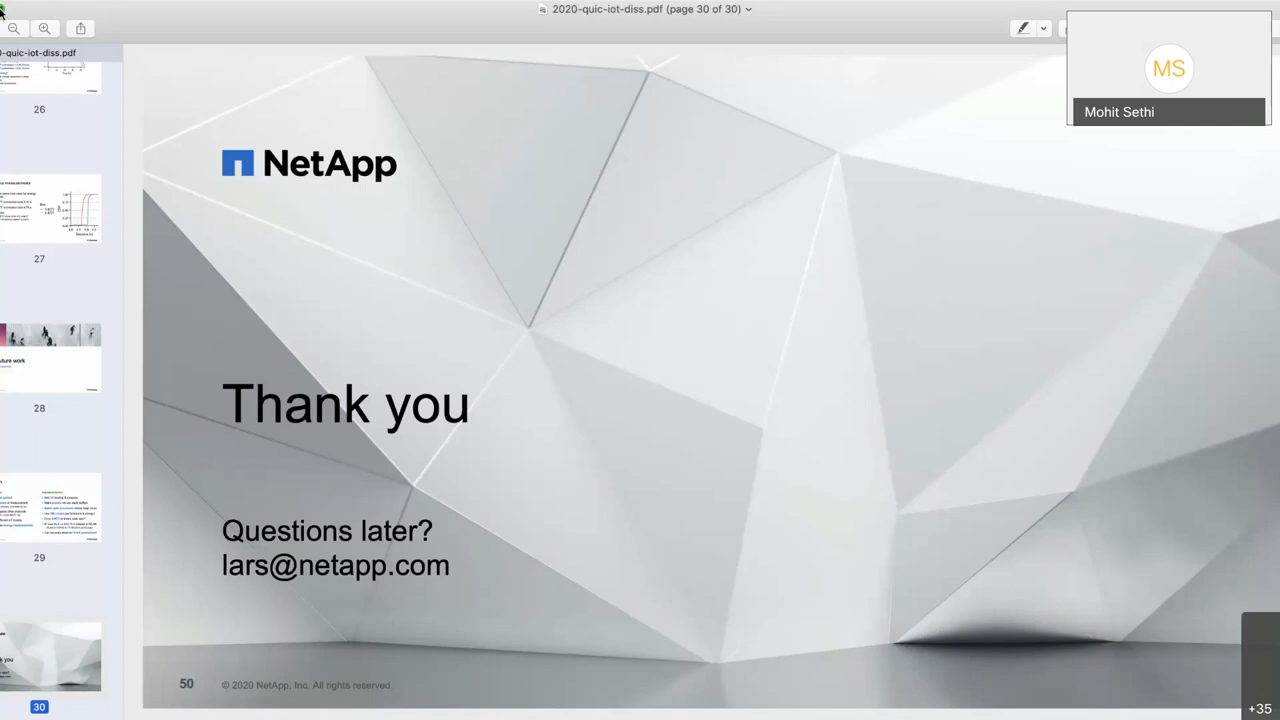 2020-quic-iot-diss.pdf (page 30 of 30)
-quic-iot-diss.pdf
26
27
28
29
30
NetApp
Thank you
Questions later?
lars@netapp.com
50 © 2020 NetApp, Inc. All rights reserved.
MS
Mohit Sethi
+35